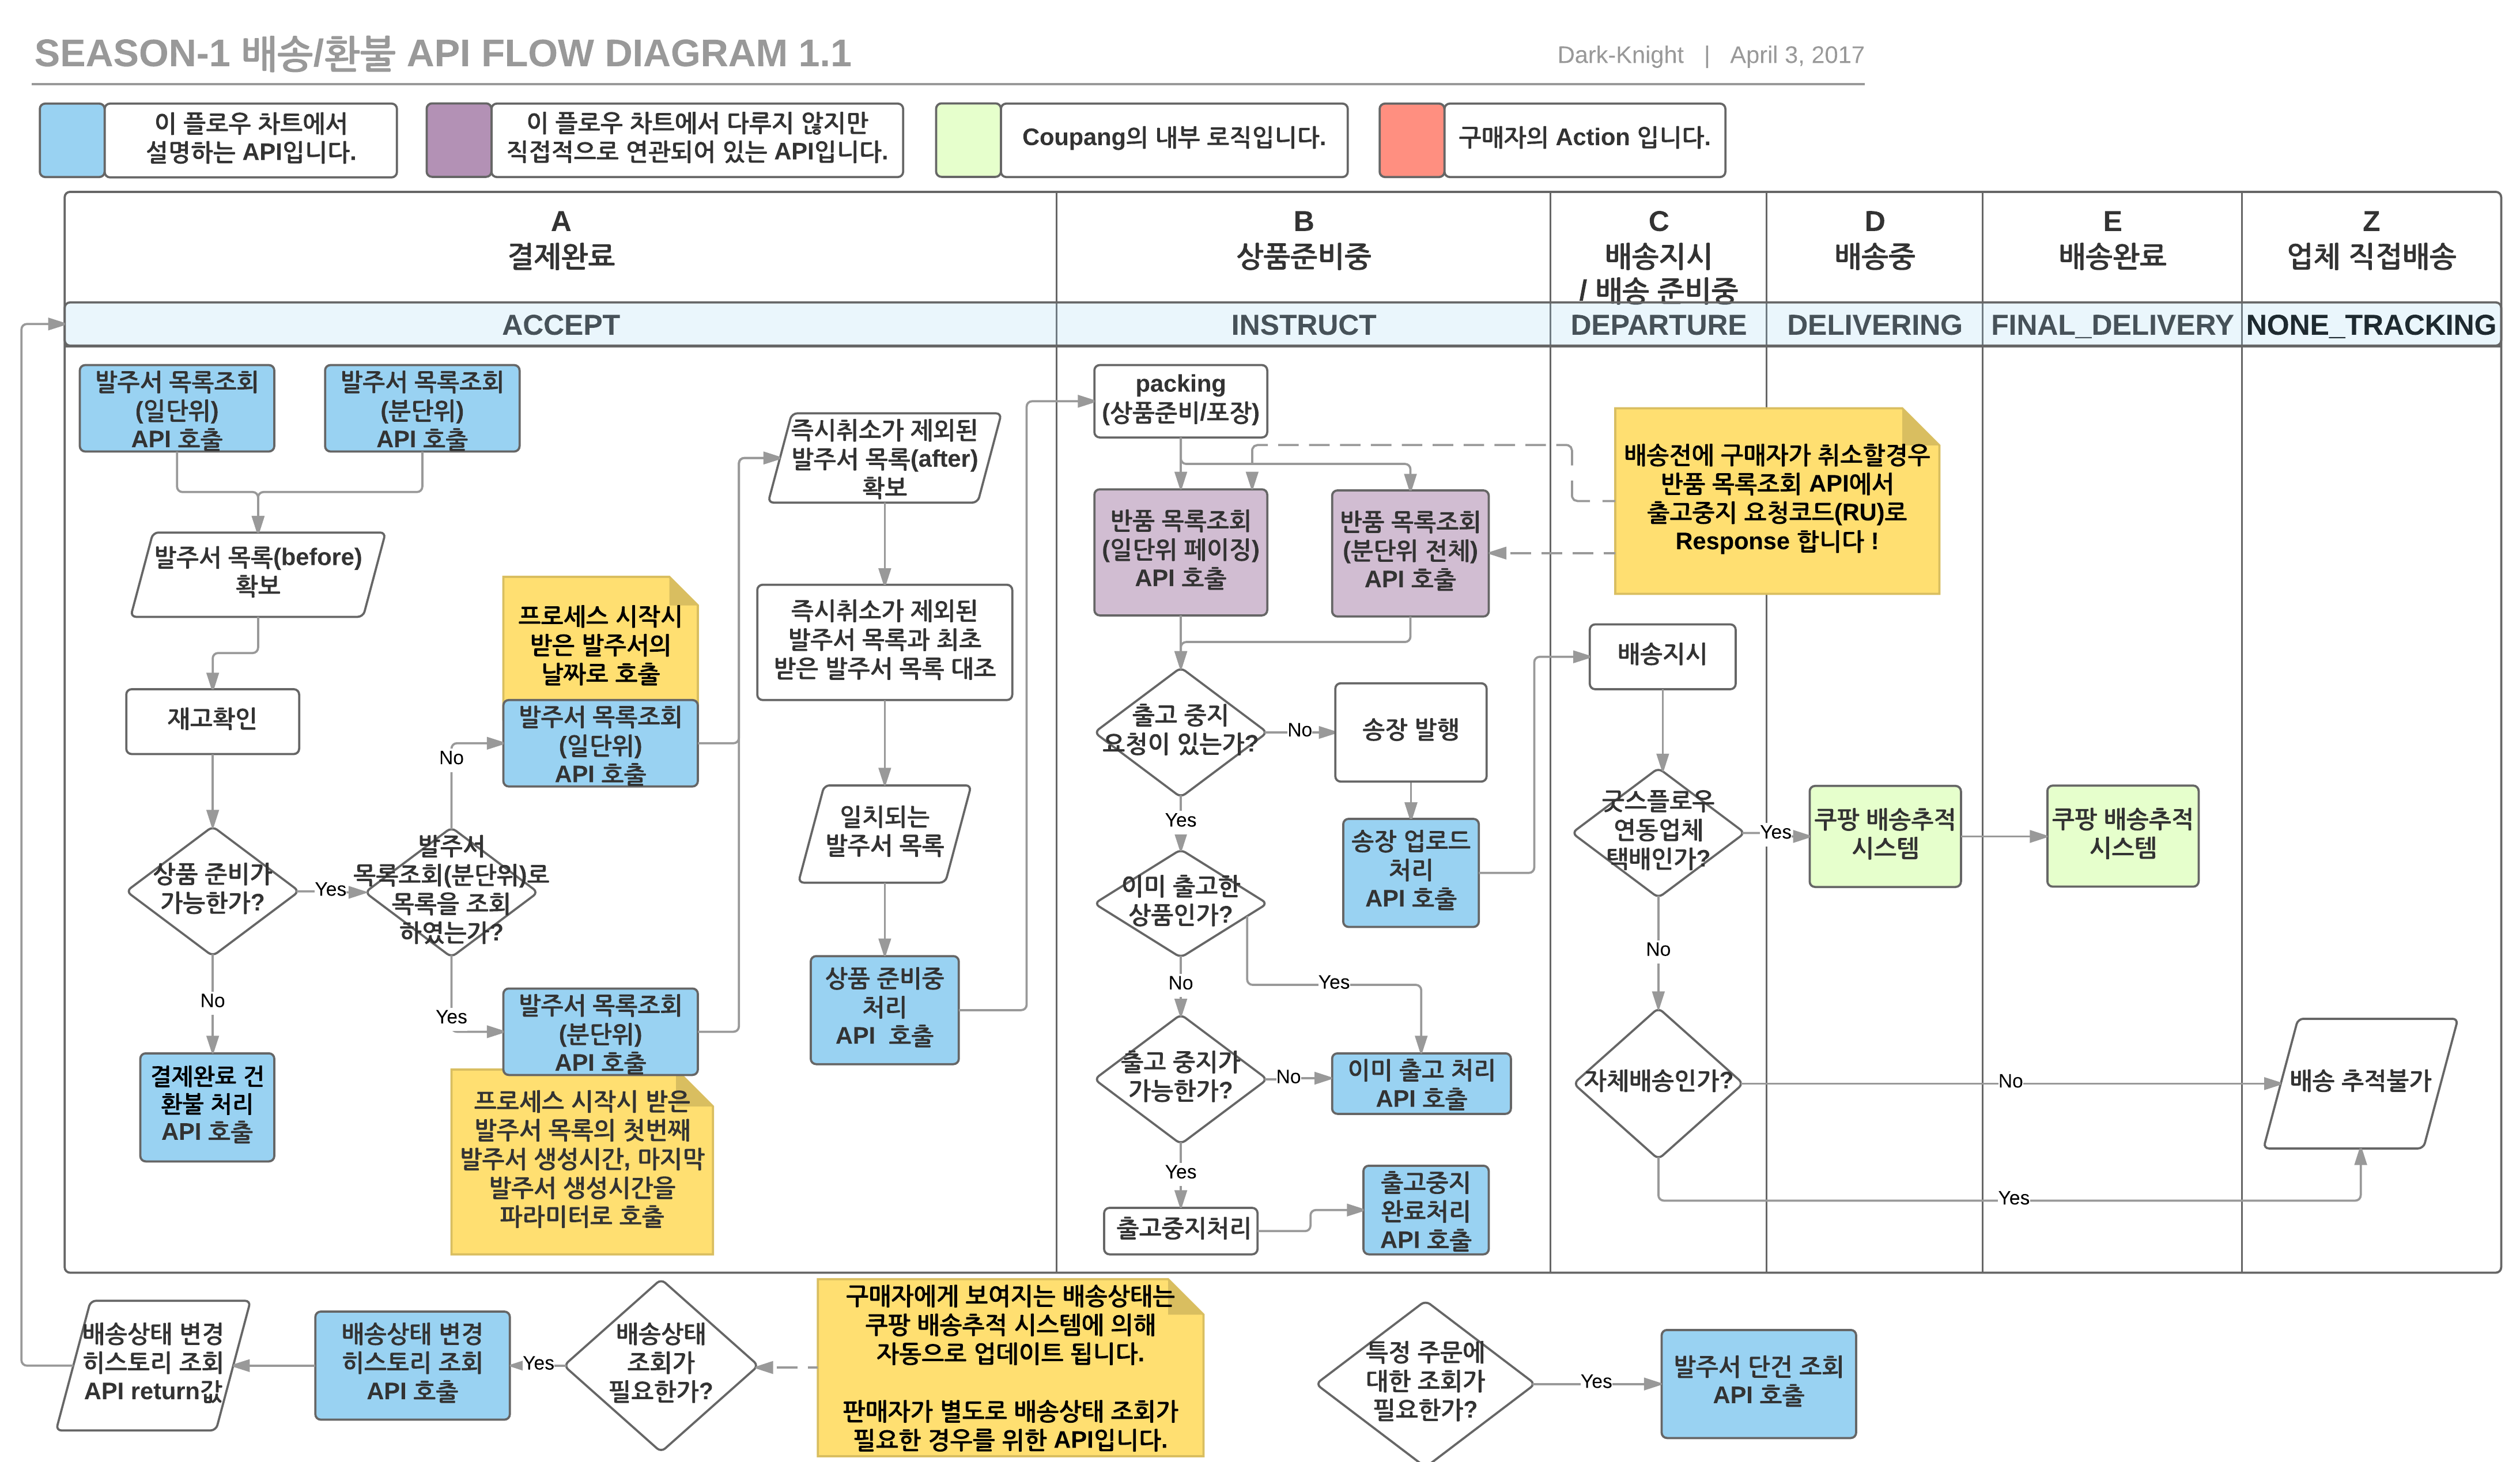 SEASON-1 배송/환불 API FLOW DIAGRAM 1.1
Dark-Knight | April 3, 2017
이 플로우 차트에서
설명하는 API입니다.
이 플로우 차트에서 다루지 않지만
직접적으로 연관되어 있는 API입니다.
Coupang의 내부 로직입니다.
구매자의 Action 입니다.
A
결제완료
B
상품준비중
C
배송지시
/ 배송 준비중
D
배송중
E
배송완료
Z
업체 직접배송
ACCEPT
INSTRUCT
DEPARTURE
DELIVERING
FINAL_DELIVERY
NONE_TRACKING
발주서 목록조회
(일단위)
API 호출
발주서 목록조회
(분단위)
API 호출
발주서 목록(before)
확보
재고확인
상품 준비가
가능한가?
Yes
No
결제완료 건
환불 처리
API 호출
발주서
목록조회(분단위)로
목록을 조회
하였는가?
No
Yes
프로세스 시작시
받은 발주서의
날짜로 호출
발주서 목록조회
(일단위)
API 호출
발주서 목록조회
(분단위)
API 호출
프로세스 시작시 받은
발주서 목록의 첫번째
발주서 생성시간, 마지막
발주서 생성시간을
파라미터로 호출
즉시취소가 제외된
발주서 목록(after)
확보
즉시취소가 제외된
발주서 목록과 최초
받은 발주서 목록 대조
일치되는
발주서 목록
상품 준비중
처리
API 호출
packing
(상품준비/포장)
반품 목록조회
(일단위 페이징)
API 호출
반품 목록조회
(분단위 전체)
API 호출
배송전에 구매자가 취소할경우
반품 목록조회 API에서
출고중지 요청코드(RU)로
Response 합니다 !
출고 중지
요청이 있는가?
No
송장 발행
Yes
송장 업로드
처리
API 호출
이미 출고한
상품인가?
No
Yes
출고 중지가
가능한가?
No
이미 출고 처리
API 호출
Yes
출고중지처리
출고중지
완료처리
API 호출
배송지시
굿스플로우
연동업체
택배인가?
Yes
쿠팡 배송추적
시스템
쿠팡 배송추적
시스템
No
자체배송인가?
No
배송 추적불가
Yes
배송상태 변경
히스토리 조회
API return값
배송상태 변경
히스토리 조회
API 호출
Yes
배송상태
조회가
필요한가?
구매자에게 보여지는 배송상태는
쿠팡 배송추적 시스템에 의해
자동으로 업데이트 됩니다.
판매자가 별도로 배송상태 조회가
필요한 경우를 위한 API입니다.
특정 주문에
대한 조회가
필요한가?
Yes
발주서 단건 조회
API 호출